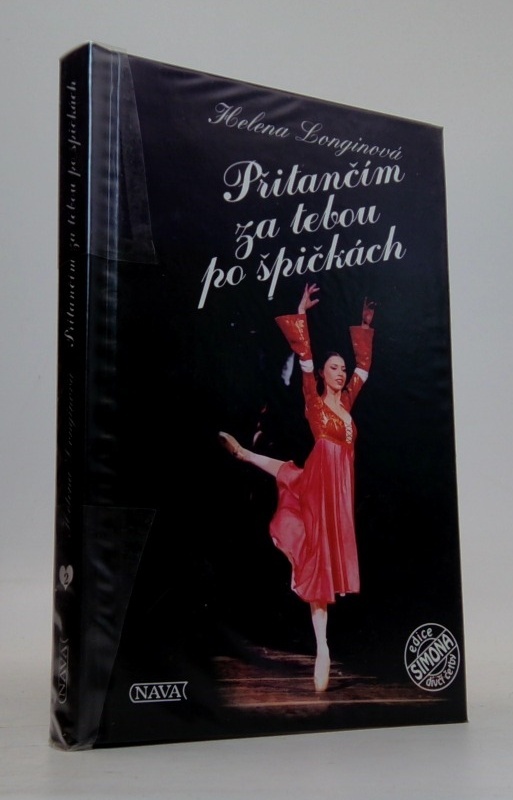 Helena Longinová
Přitančím
za tebou
po špičkách
edice
SIMONA
dívčí četby
NAVA
Helena Longinová Přitančím za tebou po špičkách
2
NAVA